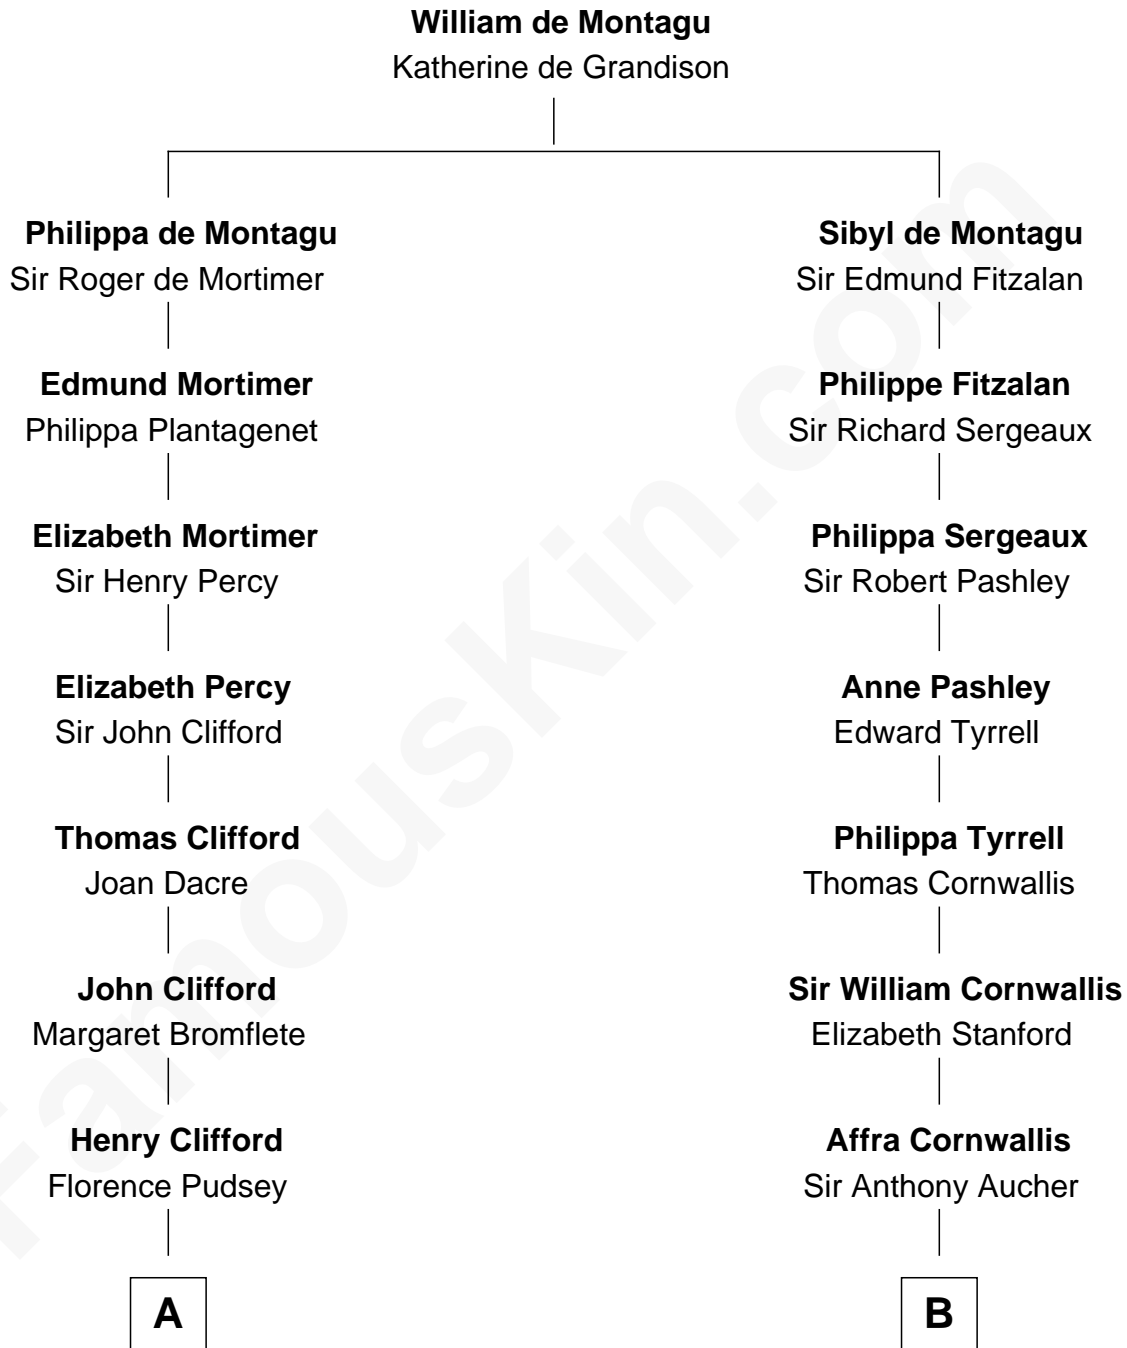 William de Montagu
Katherine de Grandison
Philippa de Montagu
Sir Roger de Mortimer
Sibyl de Montagu
Sir Edmund Fitzalan
Edmund Mortimer
Philippa Plantagenet
Philippe Fitzalan
Sir Richard Sergeaux
Elizabeth Mortimer
Sir Henry Percy
Philippa Sergeaux
Sir Robert Pashley
Elizabeth Percy
Sir John Clifford
Anne Pashley
Edward Tyrrell
Thomas Clifford
Joan Dacre
Philippa Tyrrell
Thomas Cornwallis
John Clifford
Margaret Bromflete
Sir William Cornwallis
Elizabeth Stanford
Henry Clifford
Florence Pudsey
Affra Cornwallis
Sir Anthony Aucher
A
B
FamousKin.com